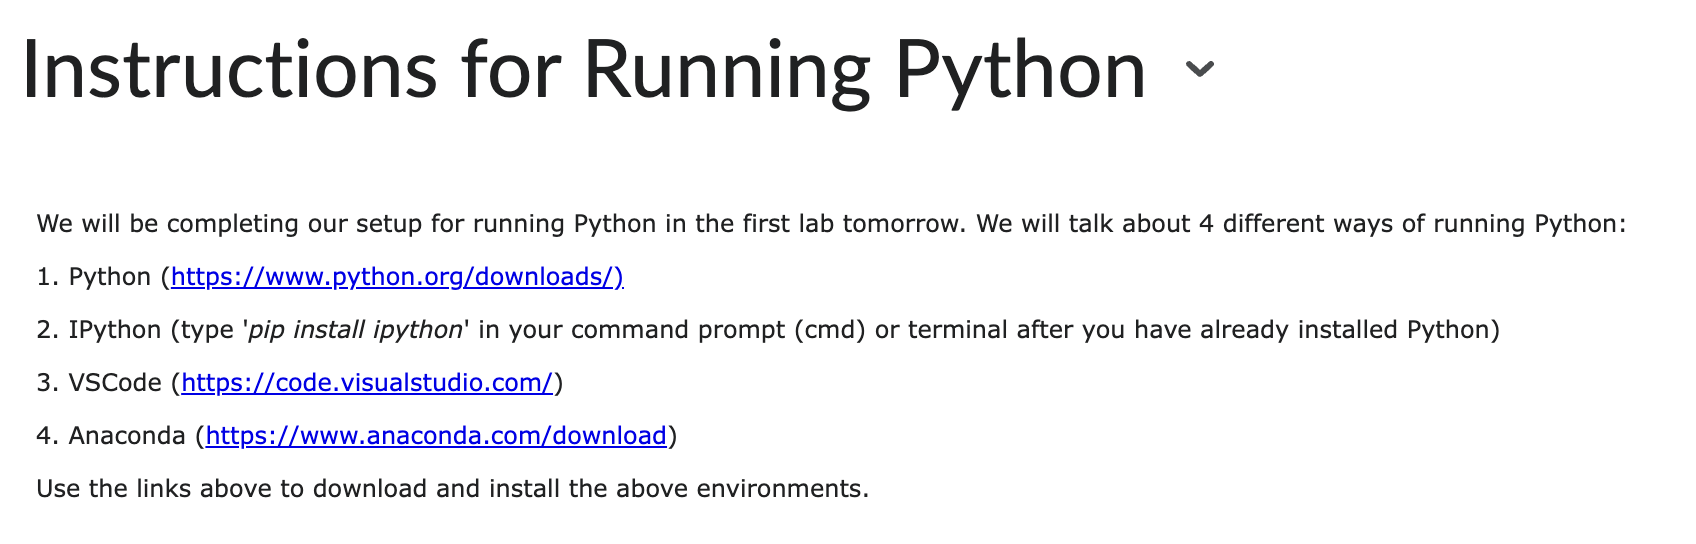 Instructions for Running Python
We will be completing our setup for running Python in the first lab tomorrow. We will talk about 4 different ways of running Python:
1. Python (https://www.python.org/downloads/)
2. IPython (type 'pip install ipython' in your command prompt (cmd) or terminal after you have already installed Python)
3. VSCode (https://code.visualstudio.com/)
4. Anaconda (https://www.anaconda.com/download)
Use the links above to download and install the above environments.